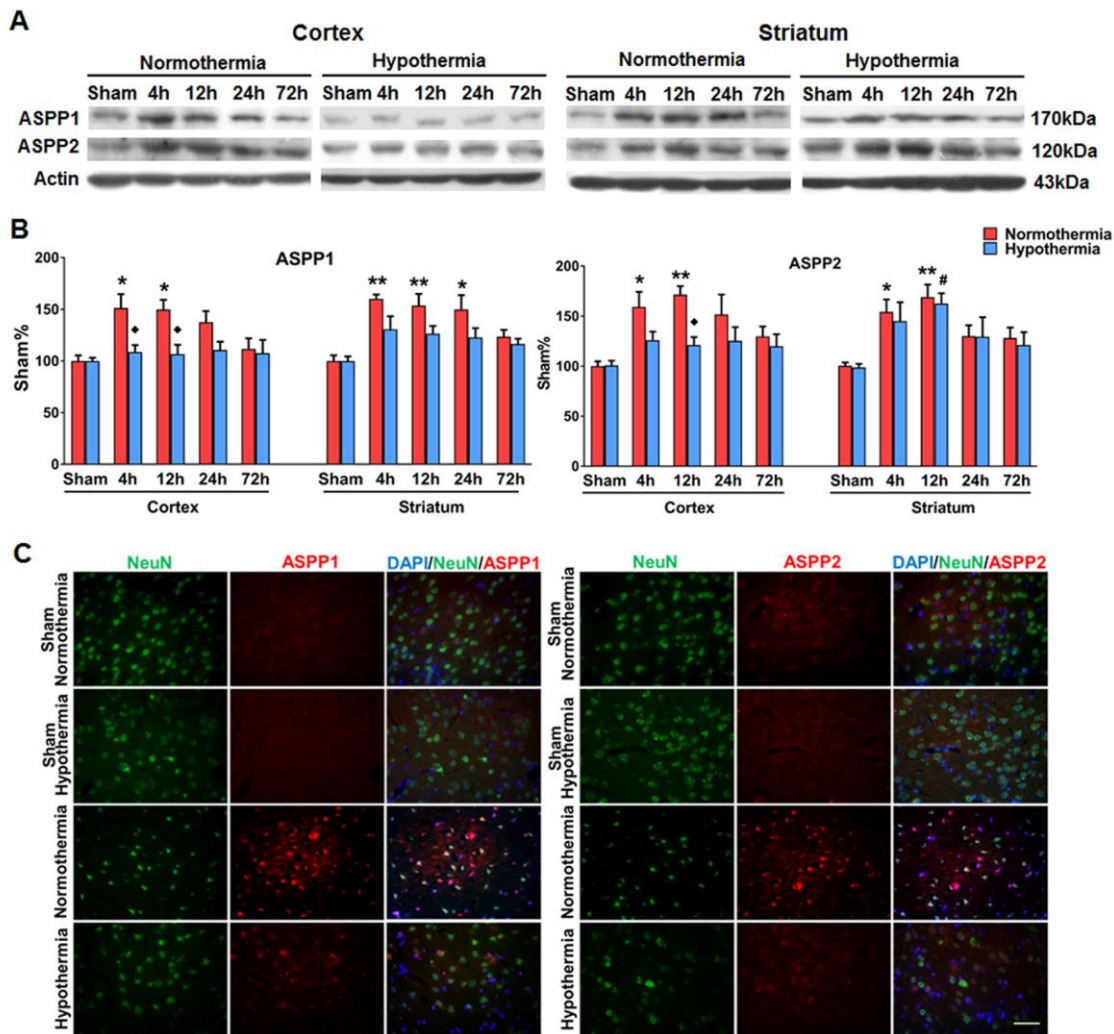 A
Cortex
Striatum
Normothermia Hypothermia Normothermia Hypothermia
Sham 4h 12h 24h 72h Sham 4h 12h 24h 72h Sham 4h 12h 24h 72h Sham 4h 12h 24h 72h
ASPP1 170kDa
ASPP2 120kDa
Actin 43kDa
B
Normothermia
Hypothermia
ASPP1
Sham%
200
150
100
50
0
* * ** ** *
◆ ◆
Sham 4h 12h 24h 72h Sham 4h 12h 24h 72h
Cortex Striatum
ASPP2
Sham%
200
150
100
50
0
* ** * ** #
◆
Sham 4h 12h 24h 72h Sham 4h 12h 24h 72h
Cortex Striatum
C
NeuN ASPP1 DAPI/NeuN/ASPP1 NeuN ASPP2 DAPI/NeuN/ASPP2
Sham
Normothermia
Sham
Hypothermia
Normothermia
Hypothermia
Sham
Normothermia
Sham
Hypothermia
Normothermia
Hypothermia